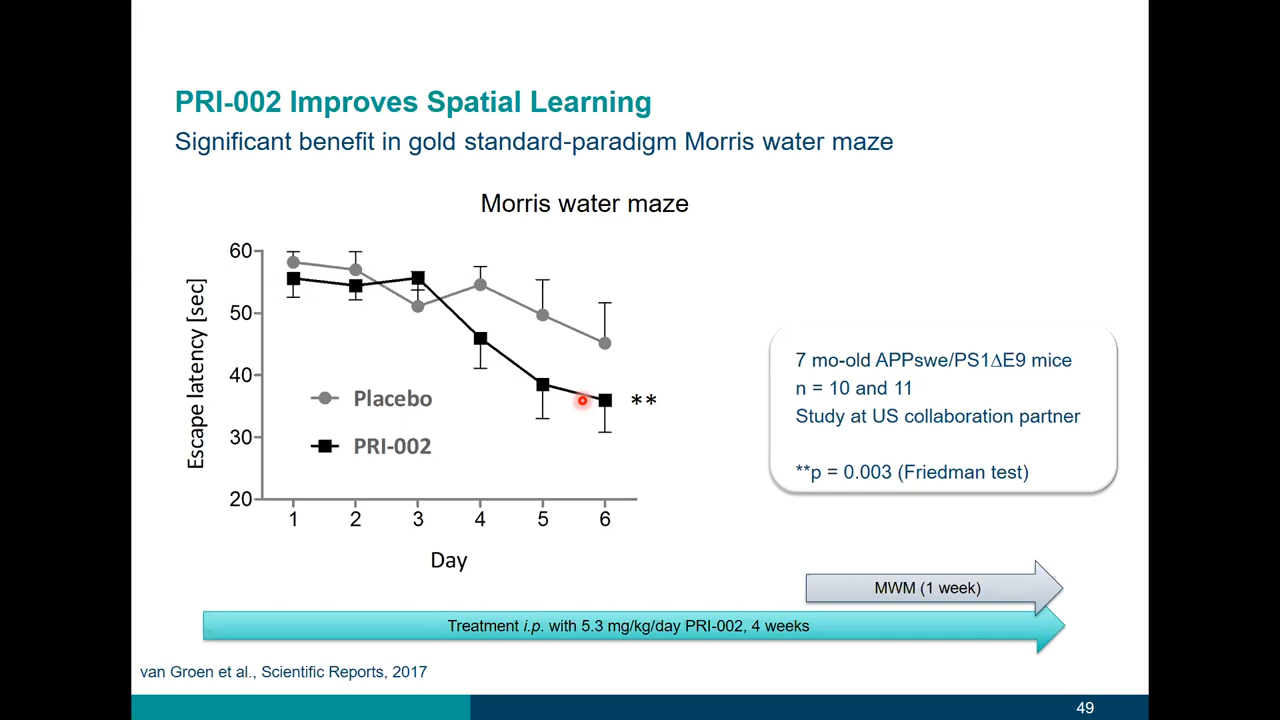 PRI-002 Improves Spatial Learning
Significant benefit in gold standard-paradigm Morris water maze
Morris water maze
60
50
40
30
20
Escape latency [sec]
Placebo
PRI-002
**
1 2 3 4 5 6
Day
7 mo-old APPswe/PS1ΔE9 mice
n = 10 and 11
Study at US collaboration partner
**p = 0.003 (Friedman test)
MWM (1 week)
Treatment i.p. with 5.3 mg/kg/day PRI-002, 4 weeks
van Groen et al., Scientific Reports, 2017
49